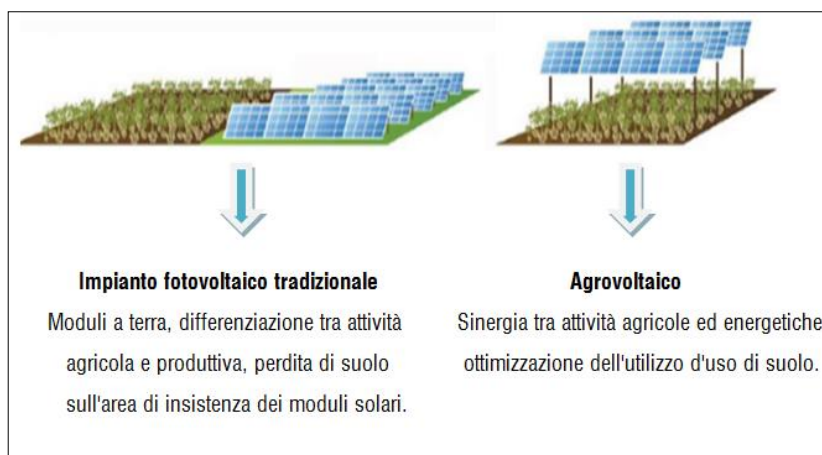 Impianto fotovoltaico tradizionale
Moduli a terra, differenziazione tra attività
agricola e produttiva, perdita di suolo
sull'area di insistenza dei moduli solari.
Agrovoltaico
Sinergia tra attività agricole ed energetiche
ottimizzazione dell'utilizzo d'uso di suolo.